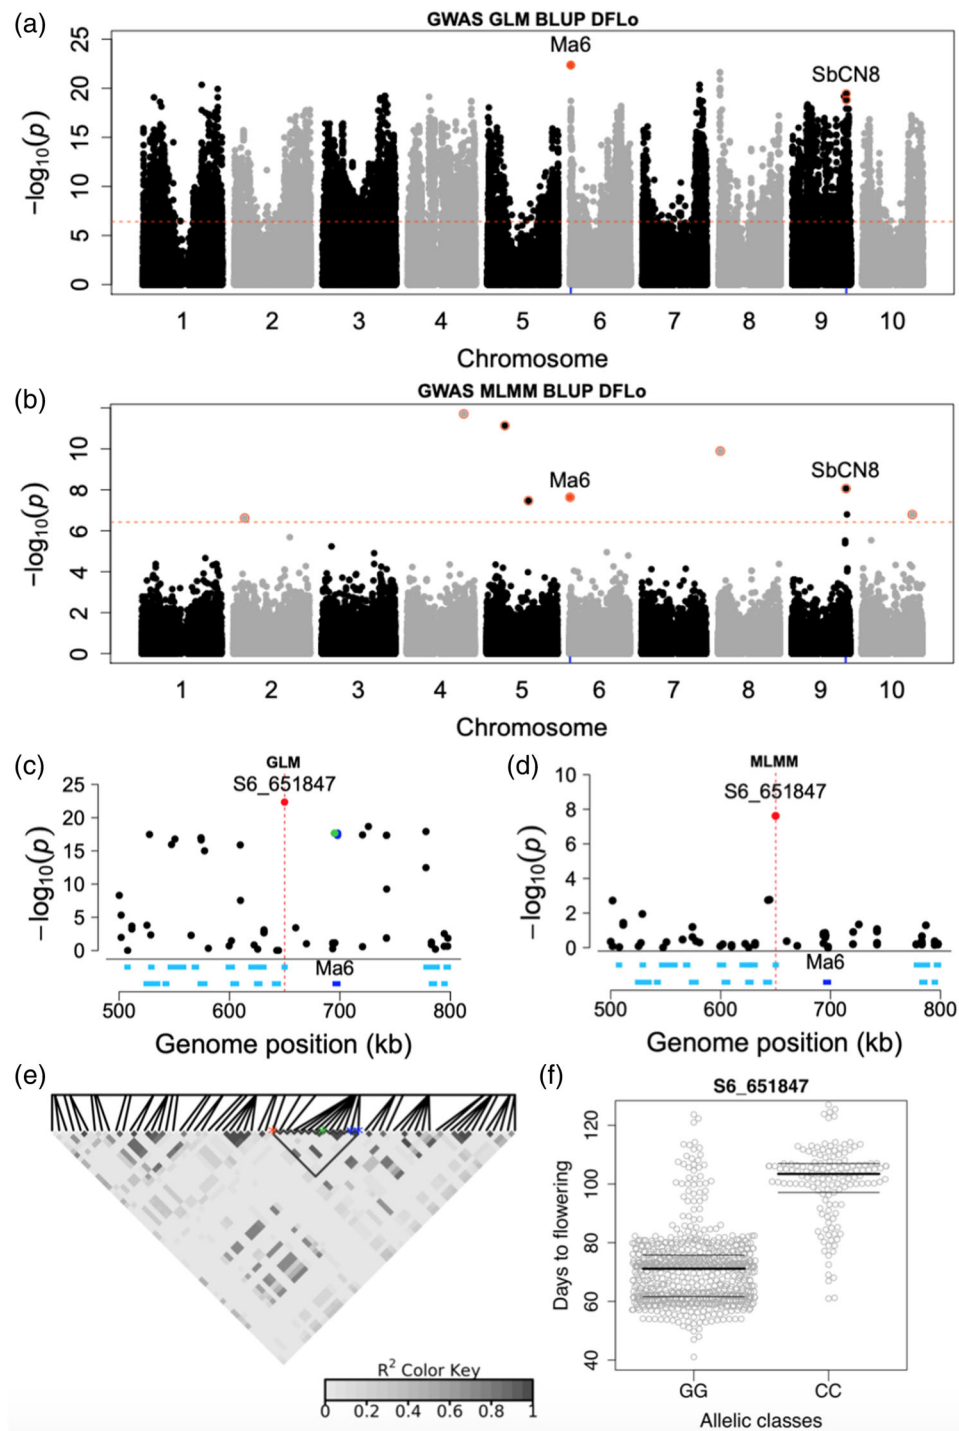 (a)
GWAS GLM BLUP DFLo
Ma6
SbCN8
−log10(p)
25
20
15
10
5
0
1 2 3 4 5 6 7 8 9 10
Chromosome
(b)
GWAS MLMM BLUP DFLo
Ma6
SbCN8
−log10(p)
10
8
6
4
2
0
1 2 3 4 5 6 7 8 9 10
Chromosome
(c)
GLM
S6_651847
−log10(p)
25
20
15
10
5
0
Ma6
500 600 700 800
Genome position (kb)
(d)
MLMM
S6_651847
−log10(p)
10
8
6
4
2
0
Ma6
500 600 700 800
Genome position (kb)
(e)
R2 Color Key
0 0.2 0.4 0.6 0.8 1
(f)
S6_651847
Days to flowering
120
100
80
60
40
GG CC
Allelic classes